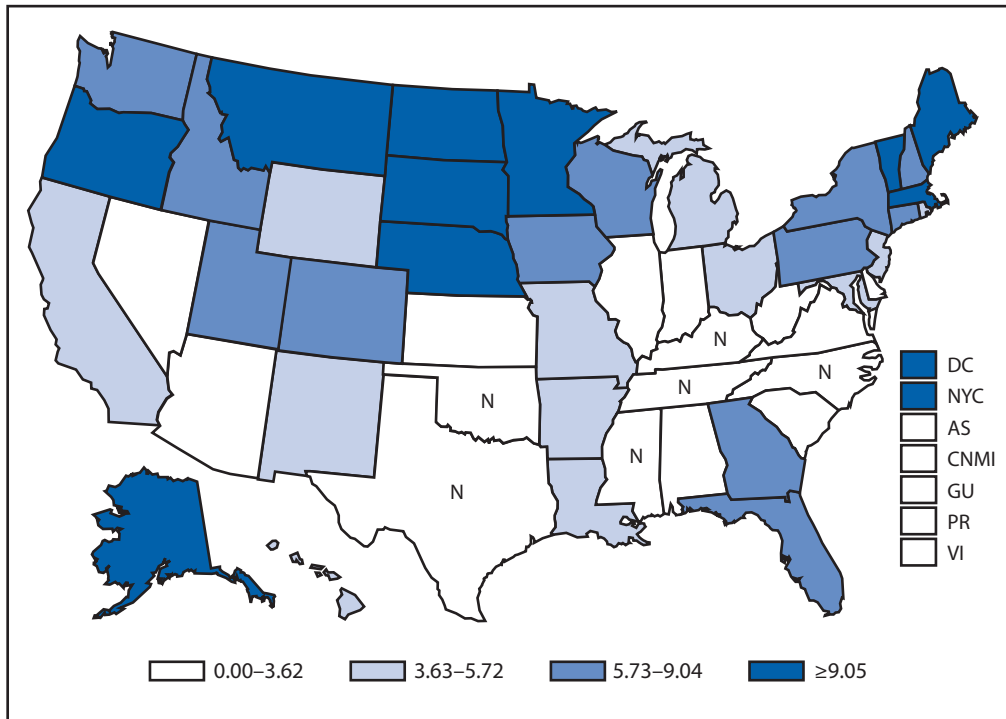 N
N
N
N
N
N
DC
NYC
AS
CNMI
GU
PR
VI
0.00–3.62
3.63–5.72
5.73–9.04
≥9.05